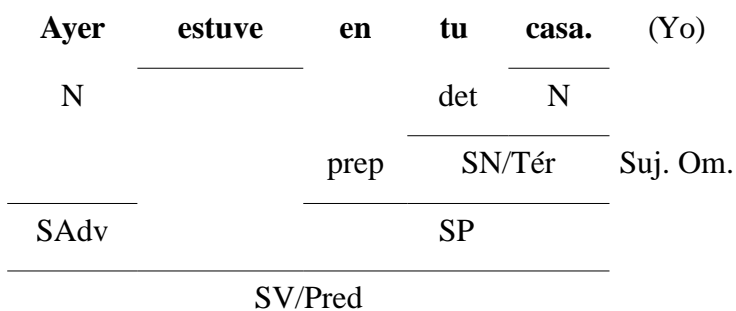 Ayer estuve en tu casa. (Yo)
N det N
prep SN/Tér Suj. Om.
SAdv SP
SV/Pred